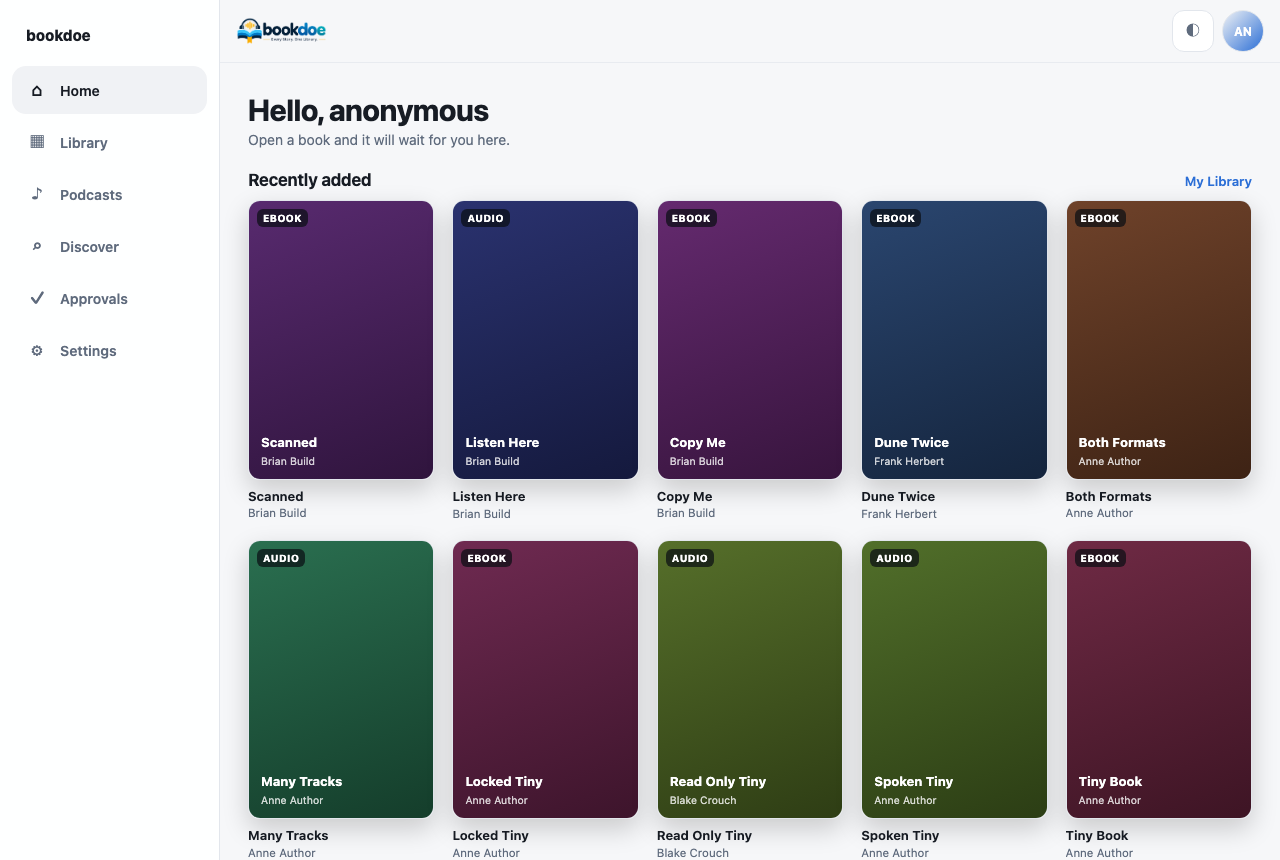 bookdoe
Home
Library
Podcasts
Discover
Approvals
Settings
bookdoe
Every Story. One Library.
AN
Hello, anonymous
Open a book and it will wait for you here.
Recently added
My Library
EBOOK
Scanned
Brian Build
Scanned
Brian Build
AUDIO
Listen Here
Brian Build
Listen Here
Brian Build
EBOOK
Copy Me
Brian Build
Copy Me
Brian Build
EBOOK
Dune Twice
Frank Herbert
Dune Twice
Frank Herbert
EBOOK
Both Formats
Anne Author
Both Formats
Anne Author
AUDIO
Many Tracks
Anne Author
Many Tracks
Anne Author
EBOOK
Locked Tiny
Anne Author
Locked Tiny
Anne Author
AUDIO
Read Only Tiny
Blake Crouch
Read Only Tiny
Blake Crouch
AUDIO
Spoken Tiny
Anne Author
Spoken Tiny
Anne Author
EBOOK
Tiny Book
Anne Author
Tiny Book
Anne Author